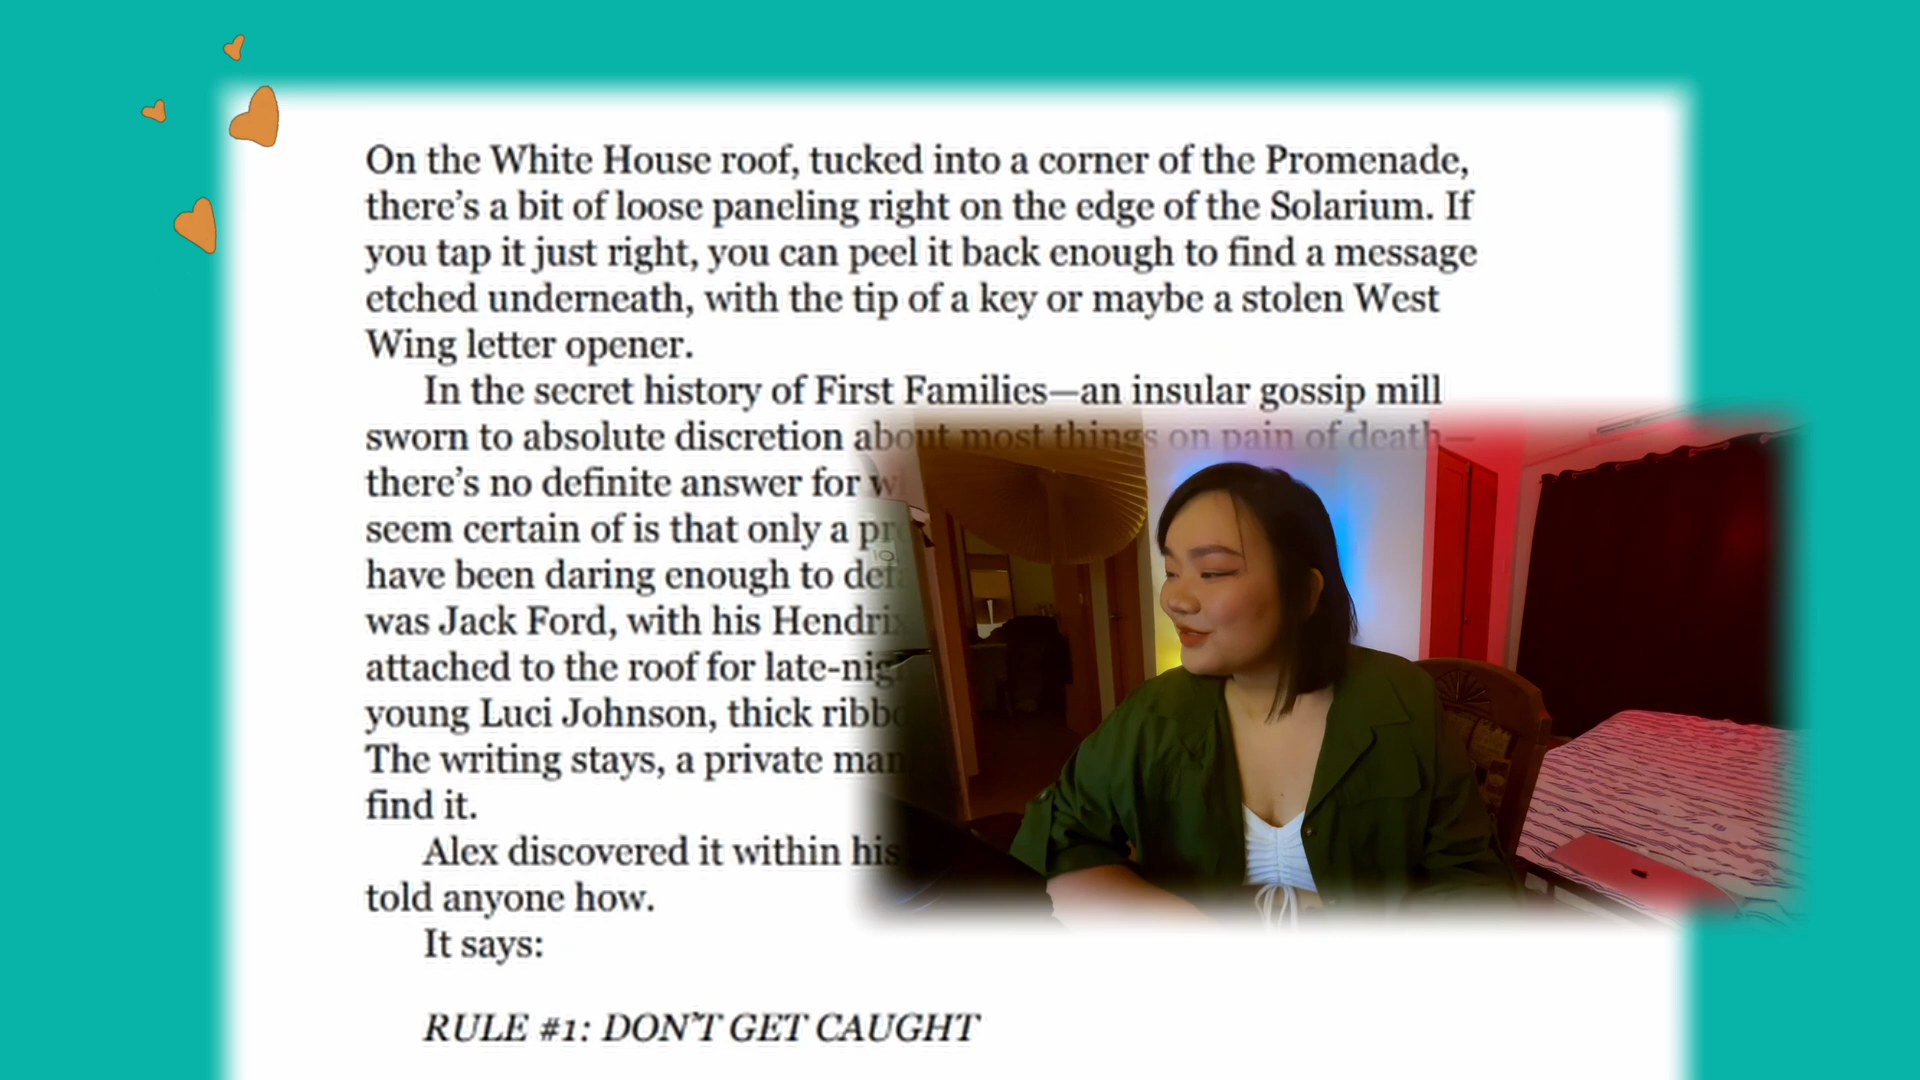 On the White House roof, tucked into a corner of the Promenade,
there’s a bit of loose paneling right on the edge of the Solarium. If
you tap it just right, you can peel it back enough to find a message
etched underneath, with the tip of a key or maybe a stolen West
Wing letter opener.
In the secret history of First Families—an insular gossip mill
sworn to absolute discretion about most things on pain of death—
there’s no definite answer for
seem certain of is that only a
have been daring enough to
was Jack Ford, with his
attached to the roof for
young Luci Johnson, thick
The writing stays, a private
find it.
Alex discovered it within his
told anyone how.
It says:
RULE #1: DON’T GET CAUGHT